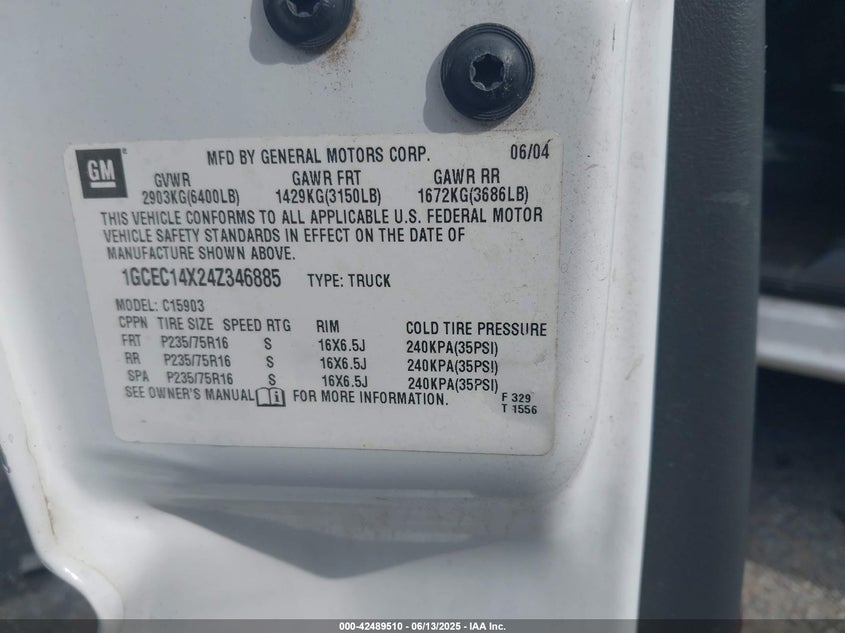 GM
MFD BY GENERAL MOTORS CORP. 06/04
GVWR GAWR FRT GAWR RR
2903KG(6400LB) 1429KG(3150LB) 1672KG(3686LB)
THIS VEHICLE CONFORMS TO ALL APPLICABLE U.S. FEDERAL MOTOR
VEHICLE SAFETY STANDARDS IN EFFECT ON THE DATE OF
MANUFACTURE SHOWN ABOVE.
1GCEC14X24Z346885 TYPE: TRUCK
MODEL: C15903
CPPN TIRE SIZE SPEED RTG RIM COLD TIRE PRESSURE
FRT P235/75R16 S 16X6.5J 240KPA(35PSI)
RR P235/75R16 S 16X6.5J 240KPA(35PSI)
SPA P235/75R16 S 16X6.5J 240KPA(35PSI)
SEE OWNER'S MANUAL FOR MORE INFORMATION.
F 329
T 1556
000-42489510 - 06/13/2025 - IAA Inc.